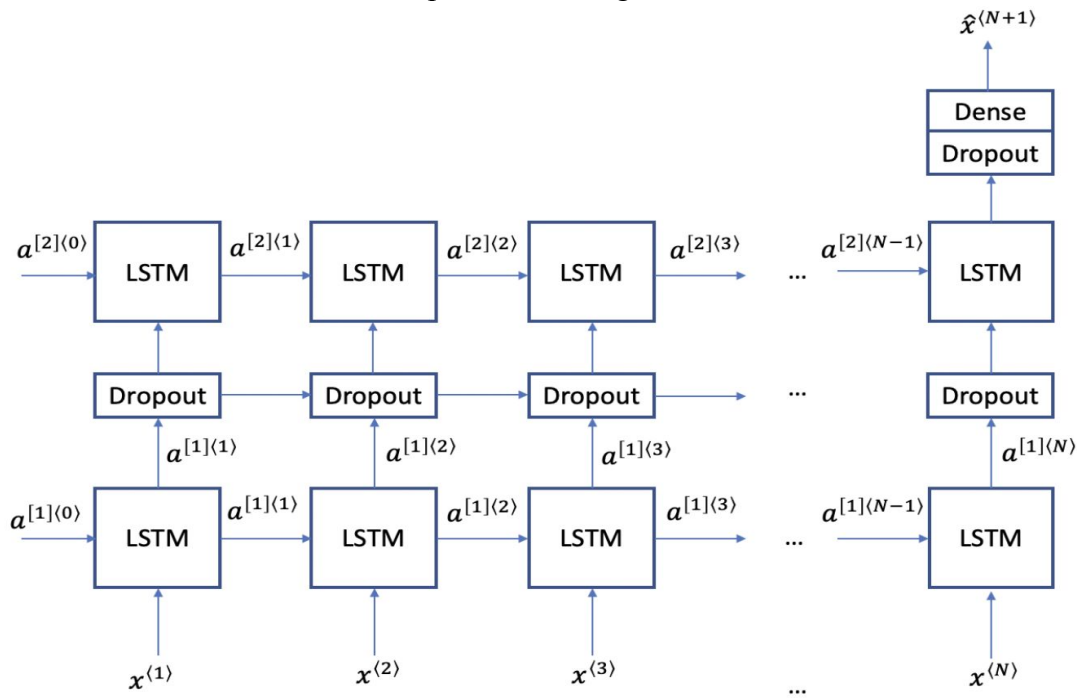 x̂⟨N+1⟩
Dense
Dropout
a[2]⟨0⟩ LSTM a[2]⟨1⟩ LSTM a[2]⟨2⟩ LSTM a[2]⟨3⟩ ... a[2]⟨N−1⟩ LSTM
Dropout Dropout Dropout ... Dropout
a[1]⟨1⟩ a[1]⟨2⟩ a[1]⟨3⟩ a[1]⟨N⟩
a[1]⟨0⟩ LSTM a[1]⟨1⟩ LSTM a[1]⟨2⟩ LSTM a[1]⟨3⟩ ... a[1]⟨N−1⟩ LSTM
x⟨1⟩ x⟨2⟩ x⟨3⟩ ... x⟨N⟩